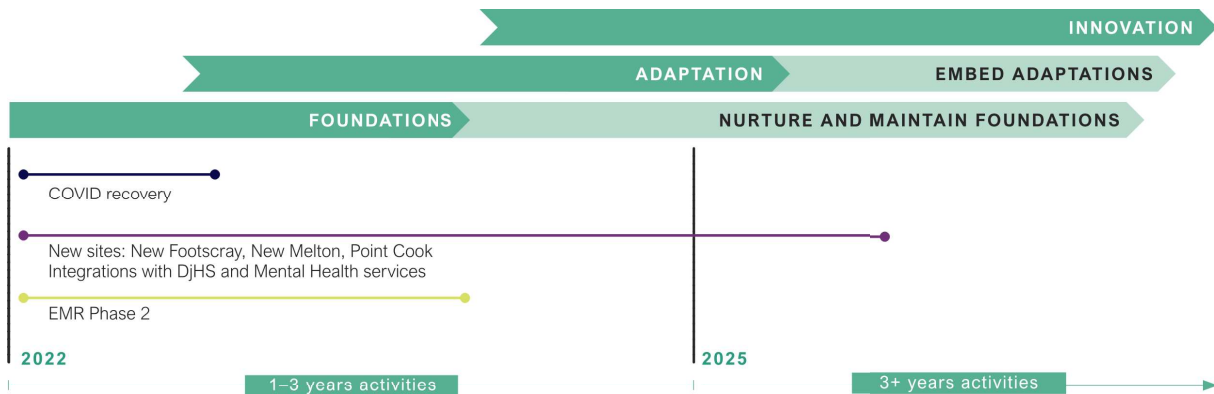 INNOVATION
ADAPTATION
EMBED ADAPTATIONS
FOUNDATIONS
NURTURE AND MAINTAIN FOUNDATIONS
COVID recovery
New sites: New Footscray, New Melton, Point Cook
Integrations with DjHS and Mental Health services
EMR Phase 2
2022
2025
1–3 years activities
3+ years activities